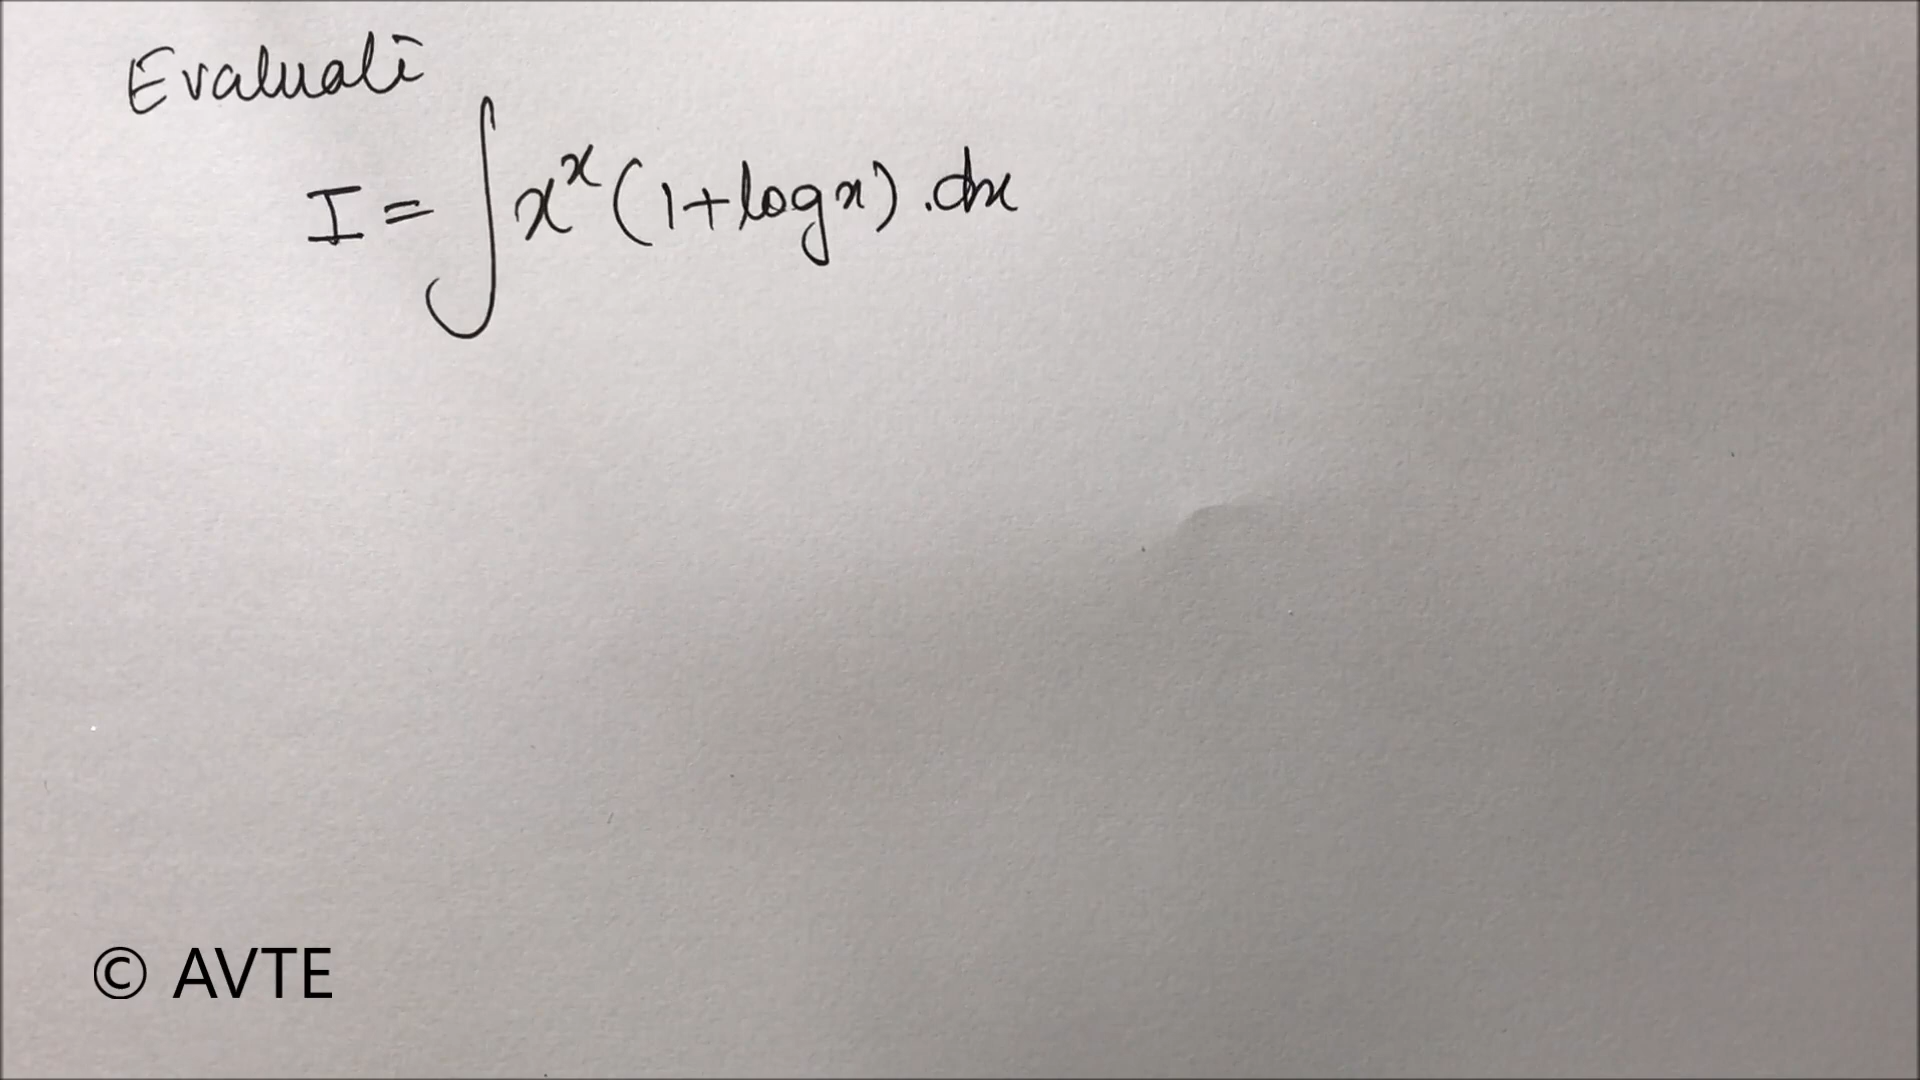 Evaluate
I = ∫ x^x (1 + log x) . dx
© AVTE